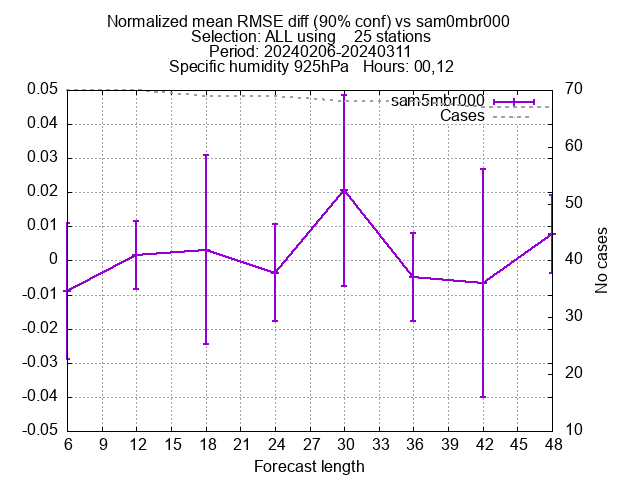 Normalized mean RMSE diff (90% conf) vs sam0mbr000
Selection: ALL using    25 stations
Period: 20240206-20240311
Specific humidity 925hPa   Hours: 00,12
sam5mbr000
Cases
0.05
0.04
0.03
0.02
0.01
0
-0.01
-0.02
-0.03
-0.04
-0.05
70
60
50
40
30
20
10
No cases
6 9 12 15 18 21 24 27 30 33 36 39 42 45 48
Forecast length